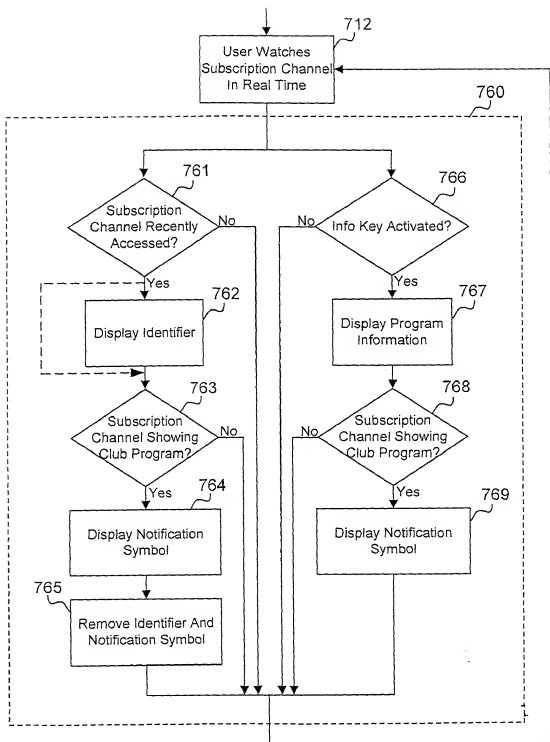 712
User Watches
Subscription Channel
In Real Time
760
761
Subscription
Channel Recently
Accessed?
No
Yes
766
Info Key Activated?
No
Yes
762
Display Identifier
767
Display Program
Information
763
Subscription
Channel Showing
Club Program?
No
Yes
768
Subscription
Channel Showing
Club Program?
No
Yes
764
Display Notification
Symbol
769
Display Notification
Symbol
765
Remove Identifier And
Notification Symbol